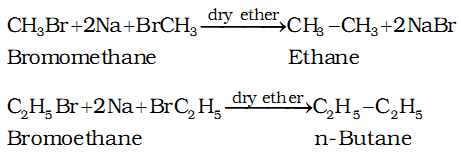 CH₃Br+2Na+BrCH₃ dry ether→ CH₃−CH₃+2NaBr
Bromomethane Ethane
C₂H₅Br+2Na+BrC₂H₅ dry ether→ C₂H₅−C₂H₅
Bromoethane n-Butane